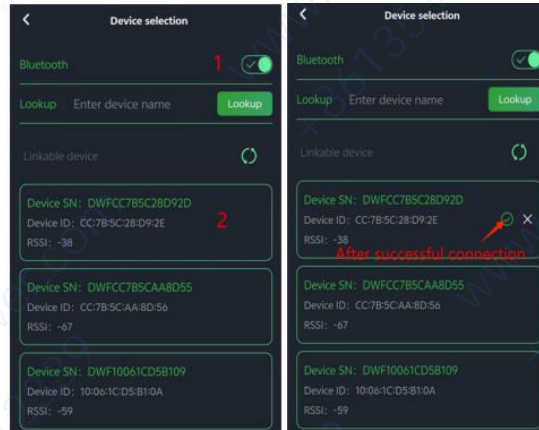 Device selection
Bluetooth 1
Lookup Enter device name Lookup
Linkable device
Device SN: DWFCC7B5C28D92D
Device ID: CC:7B:5C:28:D9:2E 2
RSSI: -38
Device SN: DWFCC7B5CAA8D55
Device ID: CC:7B:5C:AA:8D:56
RSSI: -67
Device SN: DWF10061CD5B109
Device ID: 10:06:1C:D5:B1:0A
RSSI: -59
Device selection
Bluetooth
Lookup Enter device name Lookup
Linkable device
Device SN: DWFCC7B5C28D92D
Device ID: CC:7B:5C:28:D9:2E
RSSI: -38
After successful connection
Device SN: DWFCC7B5CAA8D55
Device ID: CC:7B:5C:AA:8D:56
RSSI: -67
Device SN: DWF10061CD5B109
Device ID: 10:06:1C:D5:B1:0A
RSSI: -59